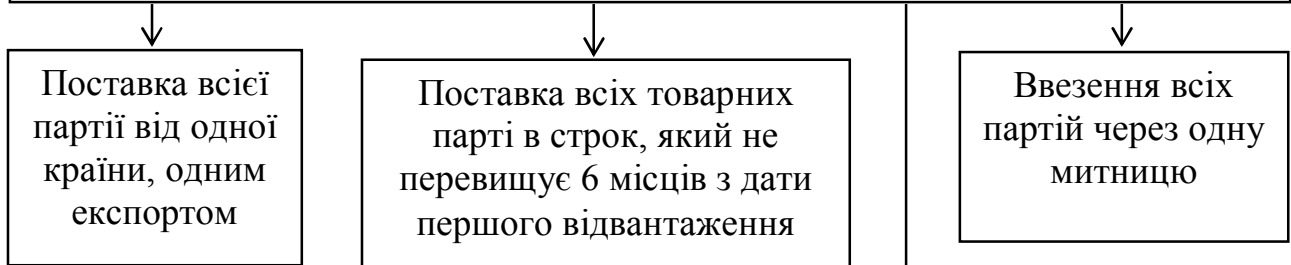 Поставка всієї
партії від одної
країни, одним
експортом
Поставка всіх товарних
парті в строк, який не
перевищує 6 місців з дати
першого відвантаження
Ввезення всіх
партій через одну
митницю